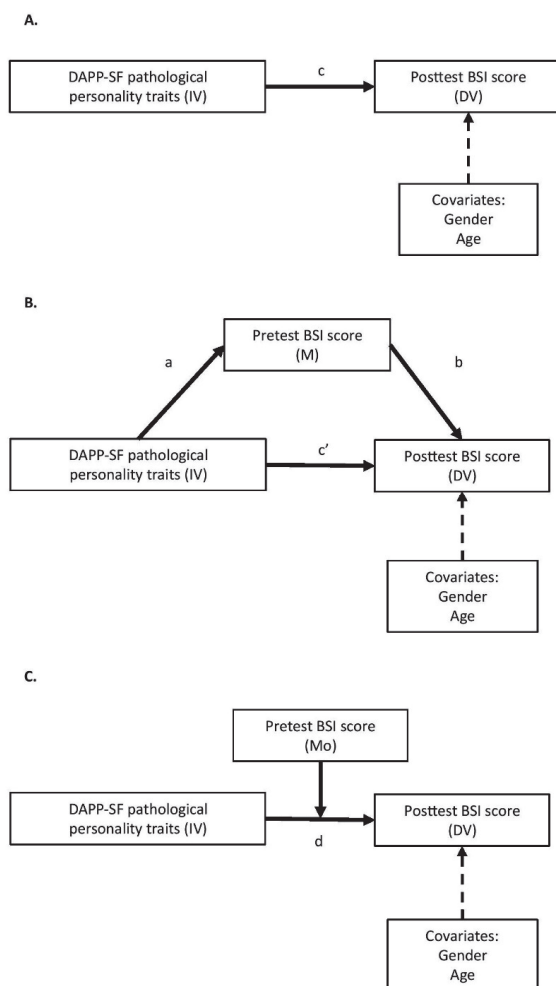 A.
DAPP-SF pathological
personality traits (IV)
c
Posttest BSI score
(DV)
Covariates:
Gender
Age
B.
Pretest BSI score
(M)
a
b
DAPP-SF pathological
personality traits (IV)
c’
Posttest BSI score
(DV)
Covariates:
Gender
Age
C.
Pretest BSI score
(Mo)
DAPP-SF pathological
personality traits (IV)
d
Posttest BSI score
(DV)
Covariates:
Gender
Age